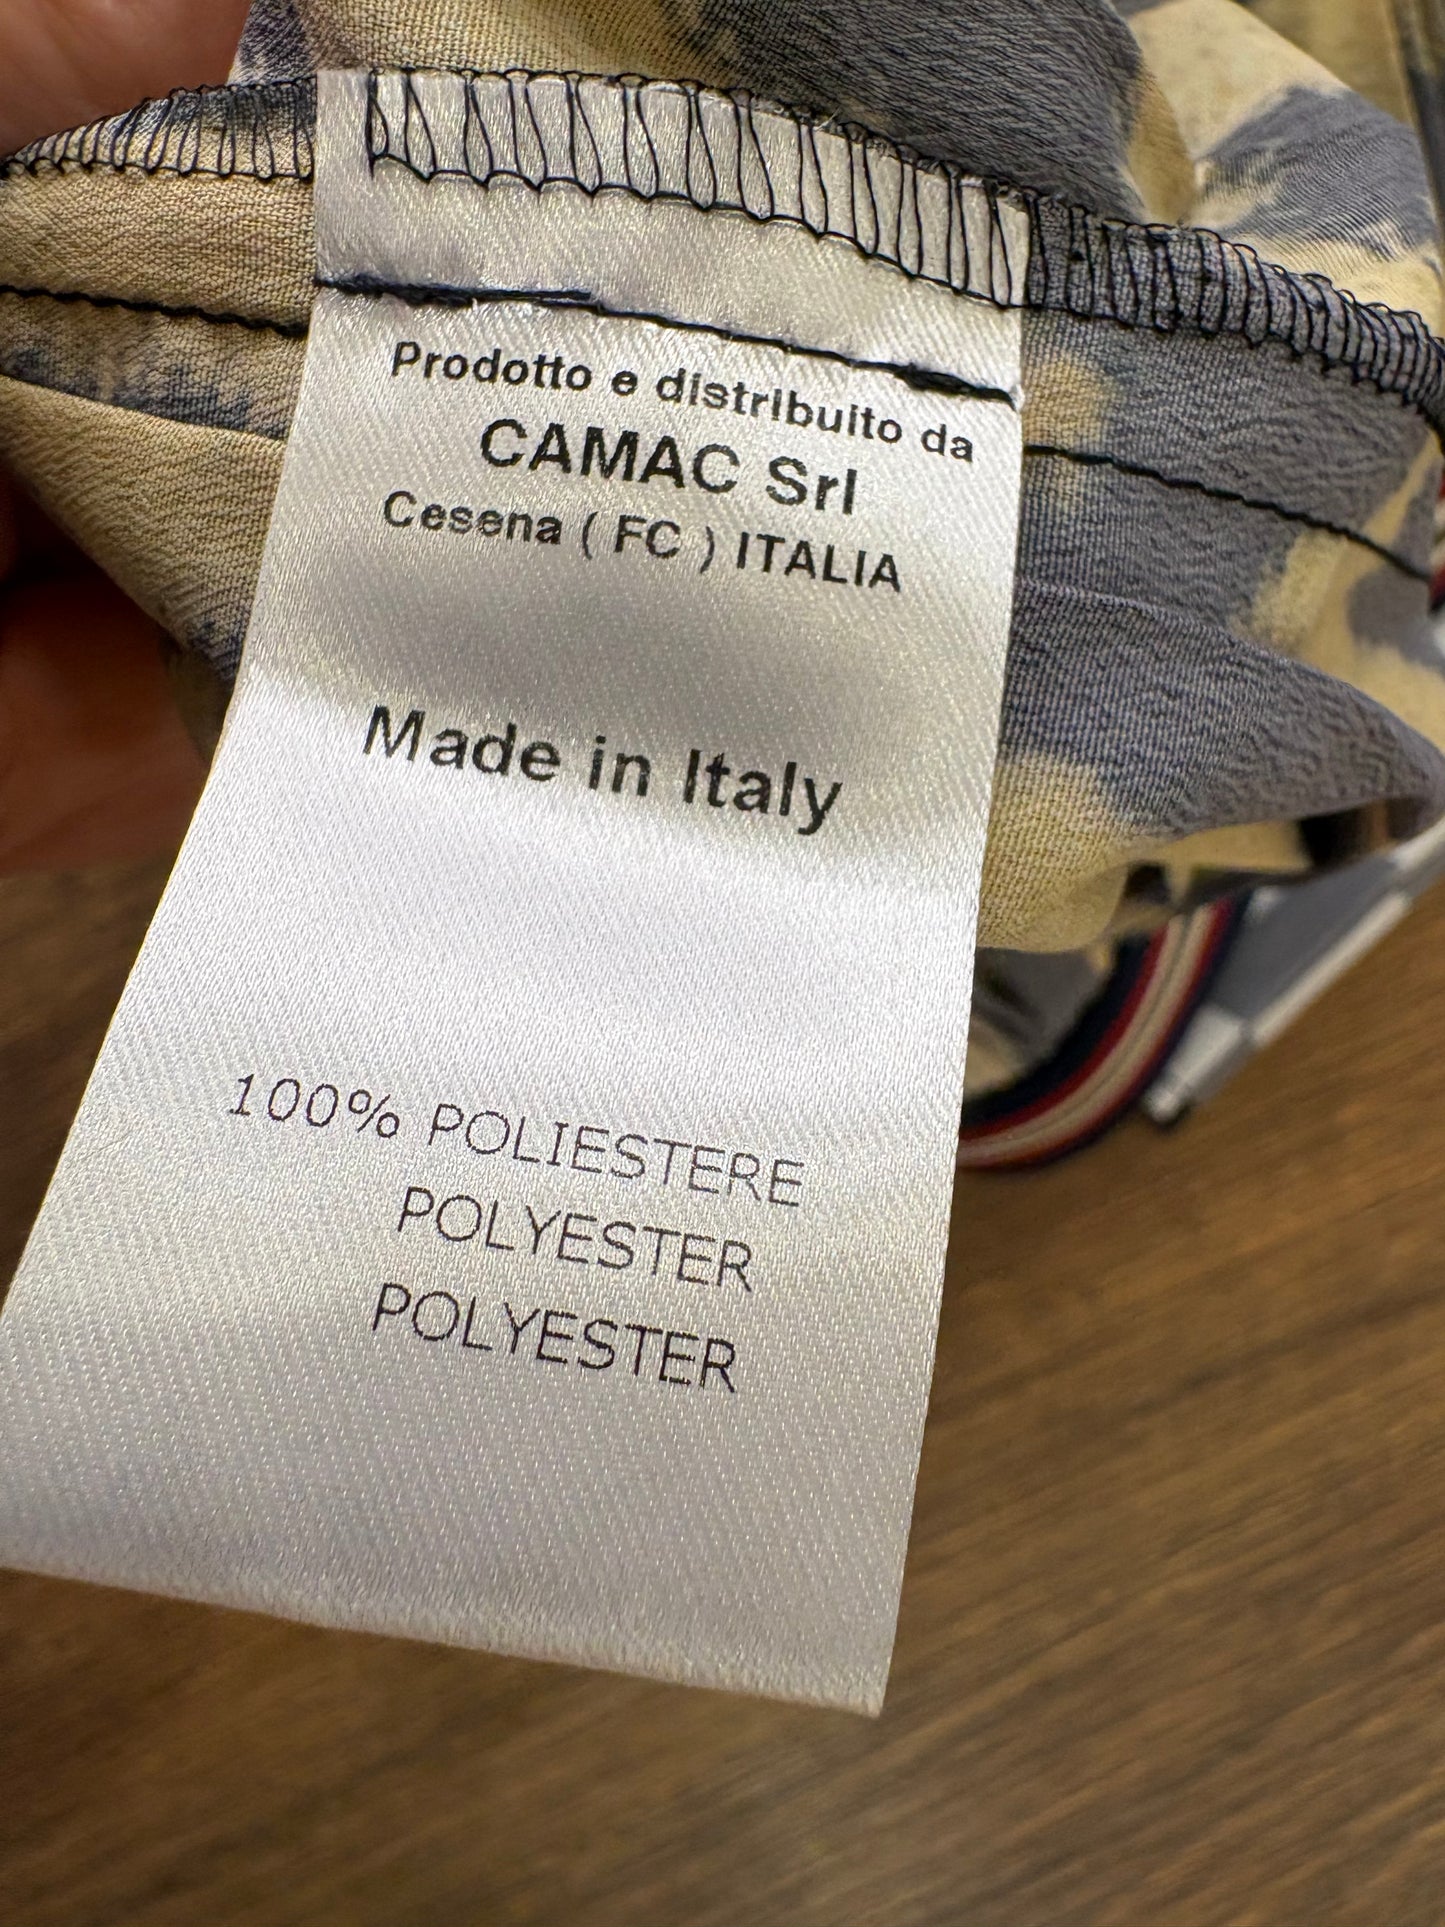 Prodotto e distribuito da
CAMAC Srl
Cesena ( FC ) ITALIA
Made in Italy
100% POLIESTERE
POLYESTER
POLYESTER